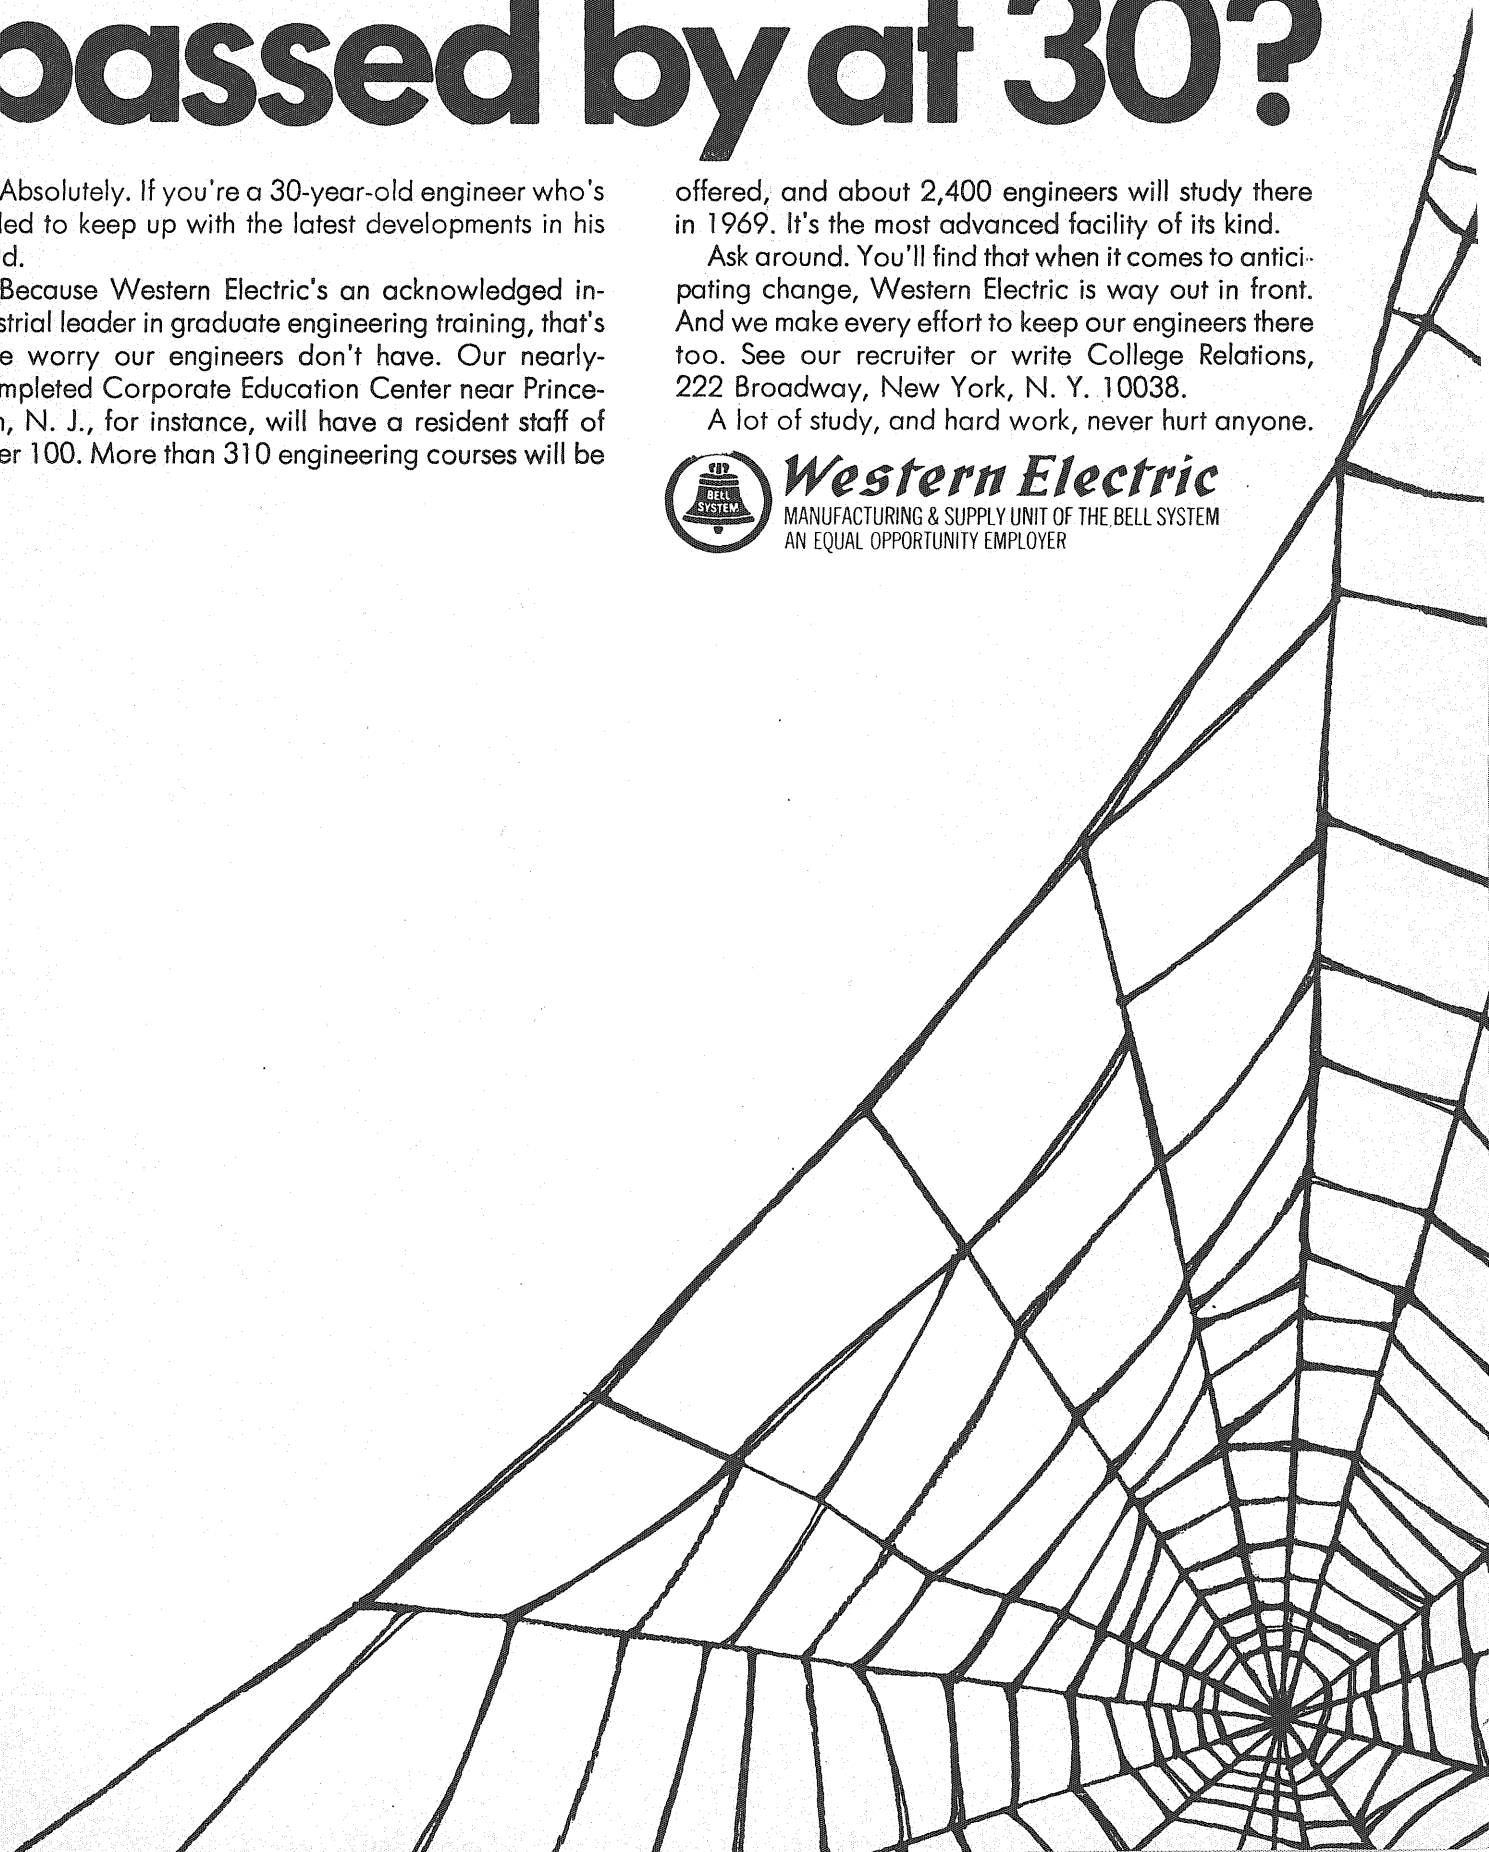 passed by at 30?
Absolutely. If you're a 30-year-old engineer who's
led to keep up with the latest developments in his
d.
Because Western Electric's an acknowledged in-
strial leader in graduate engineering training, that's
e worry our engineers don't have. Our nearly-
mpleted Corporate Education Center near Prince-
n, N. J., for instance, will have a resident staff of
er 100. More than 310 engineering courses will be
offered, and about 2,400 engineers will study there
in 1969. It's the most advanced facility of its kind.
Ask around. You'll find that when it comes to antici-
pating change, Western Electric is way out in front.
And we make every effort to keep our engineers there
too. See our recruiter or write College Relations,
222 Broadway, New York, N. Y. 10038.
A lot of study, and hard work, never hurt anyone.
BELL
SYSTEM
Western Electric
MANUFACTURING & SUPPLY UNIT OF THE BELL SYSTEM
AN EQUAL OPPORTUNITY EMPLOYER